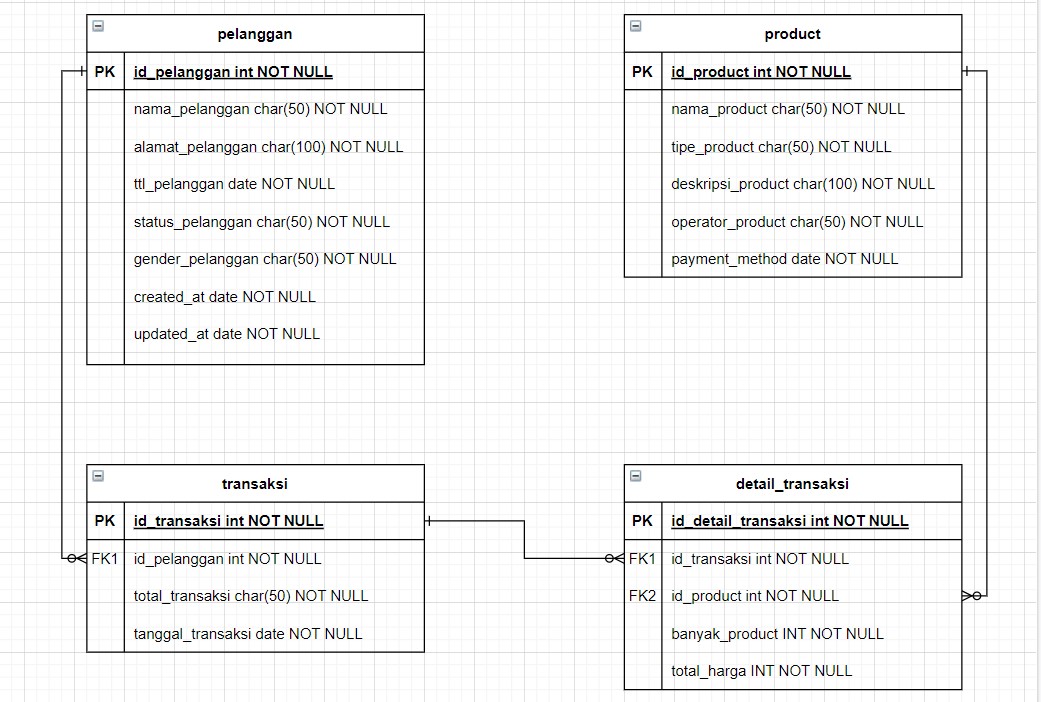 pelanggan
PK id_pelanggan int NOT NULL
nama_pelanggan char(50) NOT NULL
alamat_pelanggan char(100) NOT NULL
ttl_pelanggan date NOT NULL
status_pelanggan char(50) NOT NULL
gender_pelanggan char(50) NOT NULL
created_at date NOT NULL
updated_at date NOT NULL
product
PK id_product int NOT NULL
nama_product char(50) NOT NULL
tipe_product char(50) NOT NULL
deskripsi_product char(100) NOT NULL
operator_product char(50) NOT NULL
payment_method date NOT NULL
transaksi
PK id_transaksi int NOT NULL
FK1 id_pelanggan int NOT NULL
total_transaksi char(50) NOT NULL
tanggal_transaksi date NOT NULL
detail_transaksi
PK id_detail_transaksi int NOT NULL
FK1 id_transaksi int NOT NULL
FK2 id_product int NOT NULL
banyak_product INT NOT NULL
total_harga INT NOT NULL